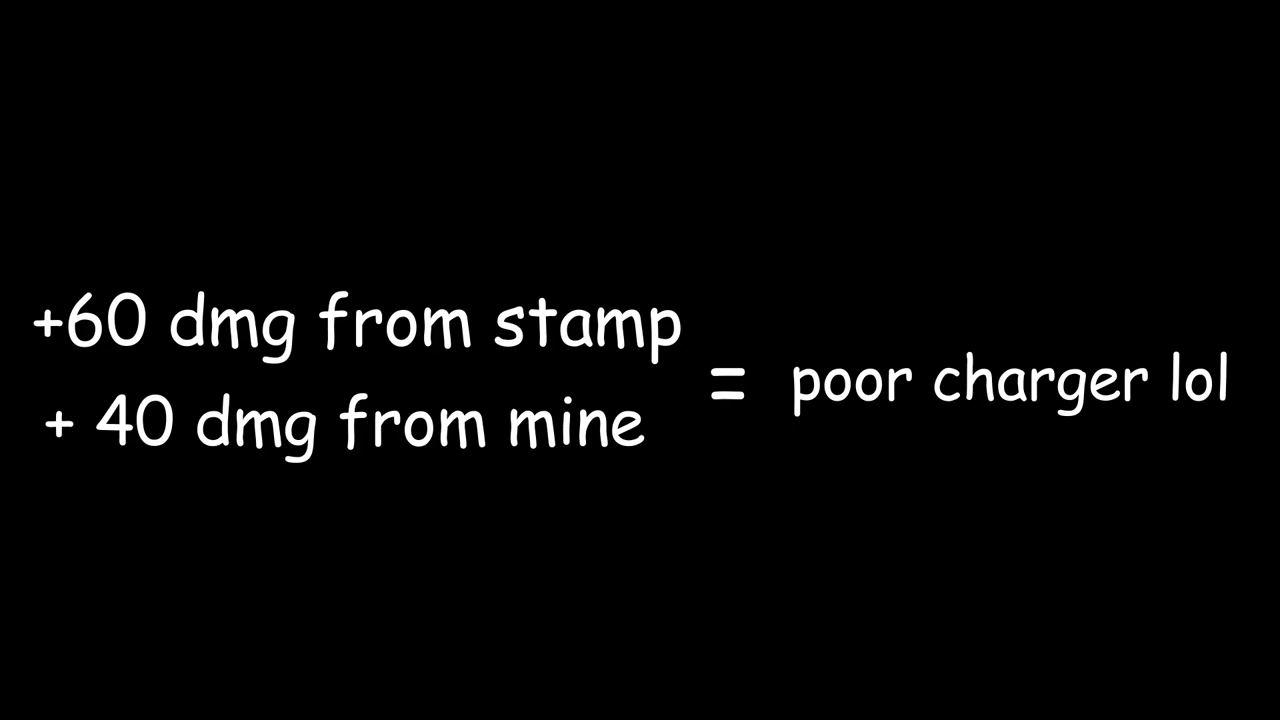 +60 dmg from stamp
+ 40 dmg from mine
= poor charger lol